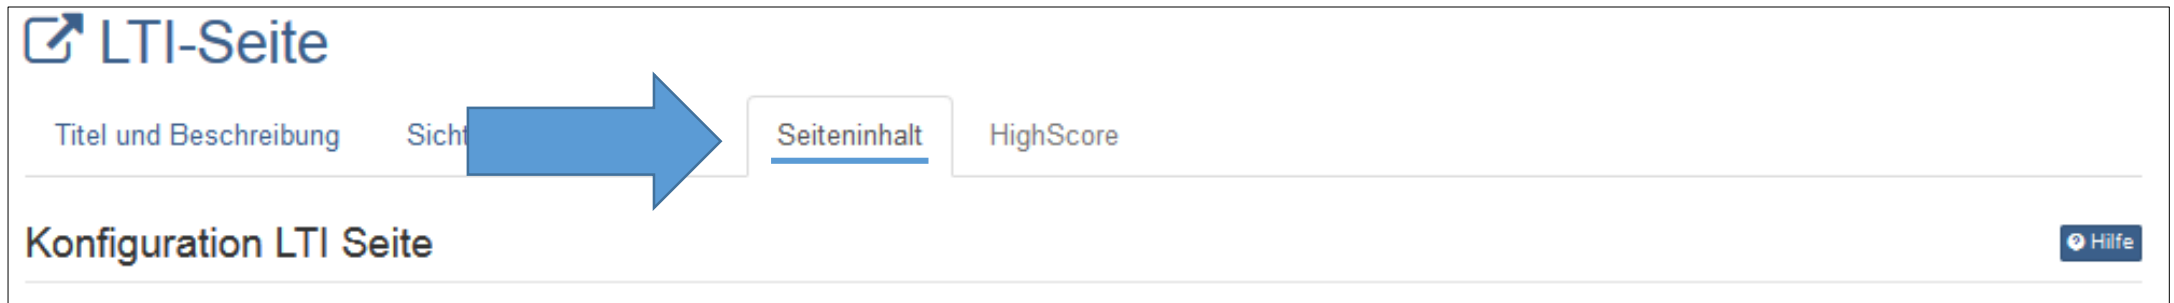 LTI-Seite
Titel und Beschreibung Seiteninhalt HighScore
Konfiguration LTI Seite Hilfe